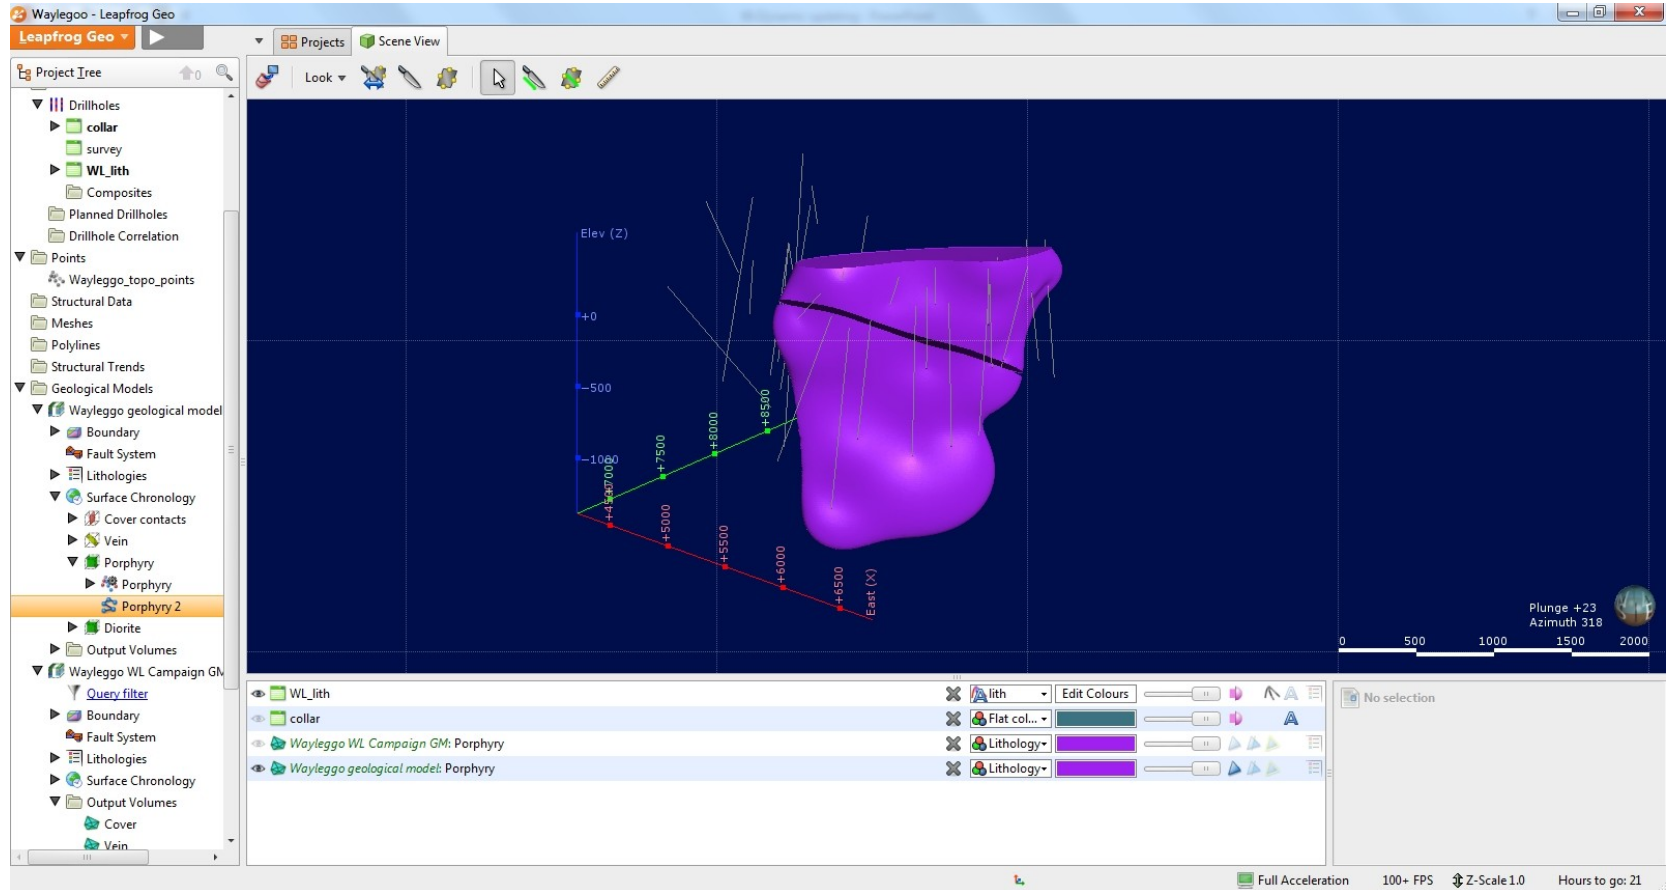 Waylegoo - Leapfrog Geo
Leapfrog Geo
Projects
Scene View
Project Tree
0
Look
Drillholes
collar
survey
WL_lith
Composites
Planned Drillholes
Drillhole Correlation
Points
Wayleggo_topo_points
Structural Data
Meshes
Polylines
Structural Trends
Geological Models
Wayleggo geological model
Boundary
Fault System
Lithologies
Surface Chronology
Cover contacts
Vein
Porphyry
Porphyry
Porphyry 2
Diorite
Output Volumes
Wayleggo WL Campaign GM
Query filter
Boundary
Fault System
Lithologies
Surface Chronology
Output Volumes
Cover
Vein
Elev (Z)
+0
−500
−1000
+7000
+7500
+8000
+8500
+4500
+5000
+5500
+6000
+6500
East (X)
Plunge +23
Azimuth 318
0 500 1000 1500 2000
WL_lith lith Edit Colours
collar Flat col...
Wayleggo WL Campaign GM: Porphyry Lithology
Wayleggo geological model: Porphyry Lithology
No selection
Full Acceleration 100+ FPS Z-Scale 1.0 Hours to go: 21